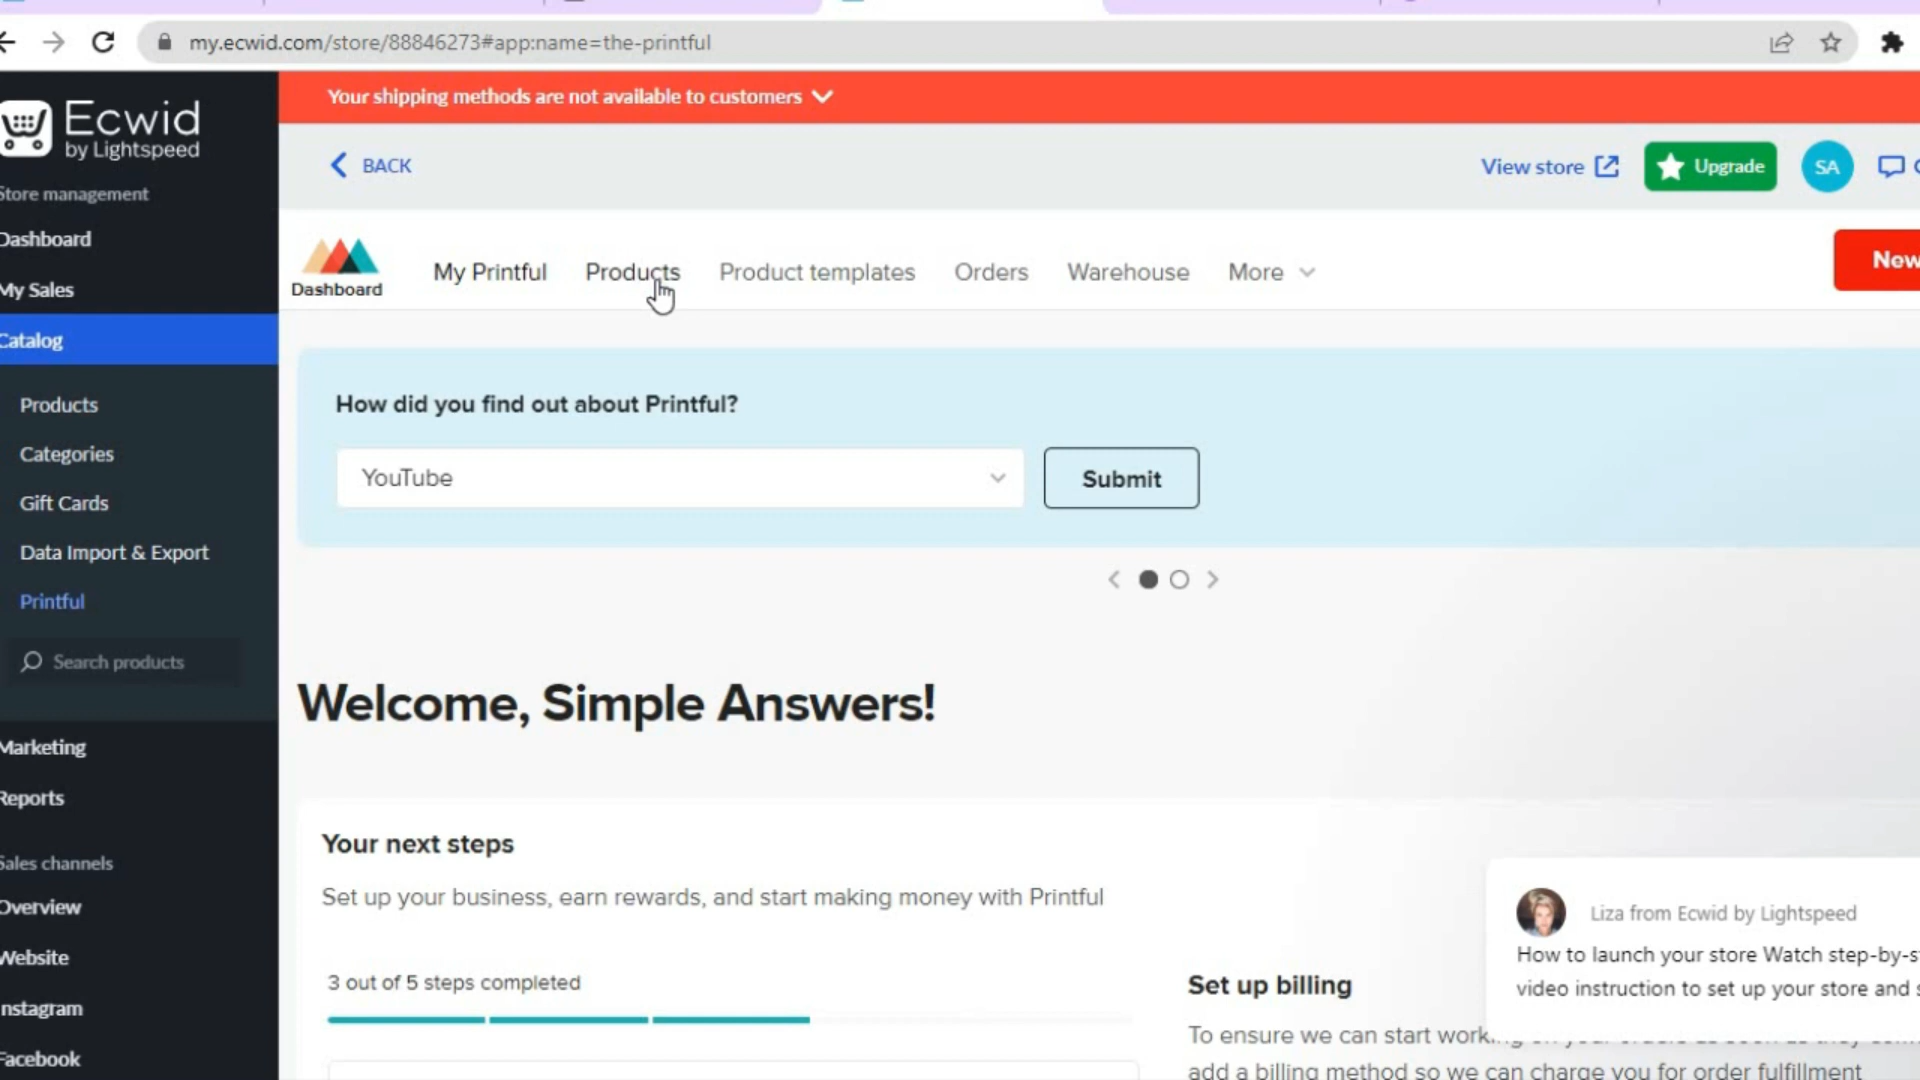 my.ecwid.com/store/88846273#app:name=the-printful
Ecwid
by Lightspeed
Your shipping methods are not available to customers
BACK
View store
Upgrade
SA
Store management
Dashboard
My Sales
Catalog
Products
Categories
Gift Cards
Data Import & Export
Printful
Search products
Marketing
Reports
Sales channels
Overview
Website
Instagram
Facebook
Dashboard
My Printful
Products
Product templates
Orders
Warehouse
More
New
How did you find out about Printful?
YouTube
Submit
Welcome, Simple Answers!
Your next steps
Set up your business, earn rewards, and start making money with Printful
3 out of 5 steps completed
Set up billing
To ensure we can start
add a billing method so we can charge you for order fulfillment
Liza from Ecwid by Lightspeed
How to launch your store Watch
video instruction to set up your store and